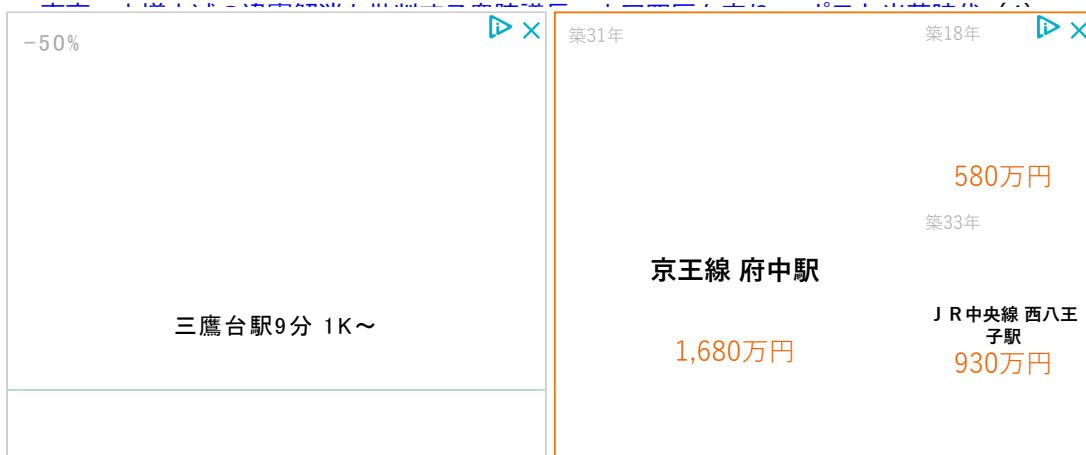 -50%
三鷹台駅9分 1K～
築31年
京王線 府中駅
1,680万円
築18年
580万円
築33年
ＪＲ中央線 西八王
子駅
930万円